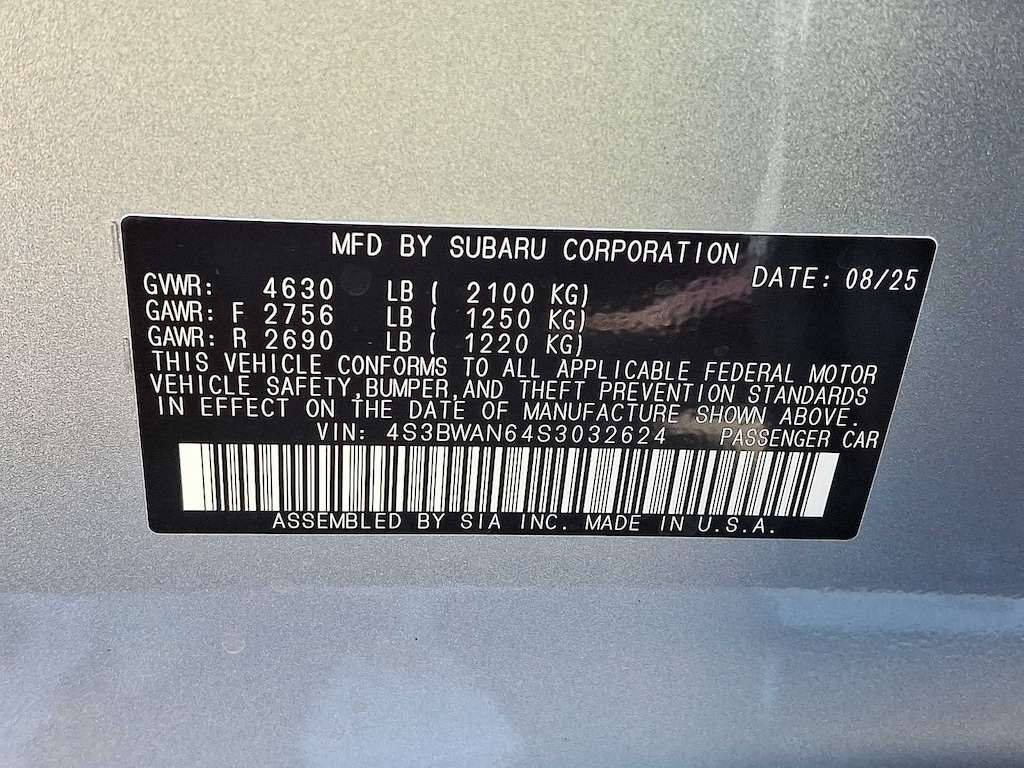 MFD BY SUBARU CORPORATION
DATE: 08/25
GVWR: 4630 LB ( 2100 KG)
GAWR: F 2756 LB ( 1250 KG)
GAWR: R 2690 LB ( 1220 KG)
THIS VEHICLE CONFORMS TO ALL APPLICABLE FEDERAL MOTOR
VEHICLE SAFETY,BUMPER,AND THEFT PREVENTION STANDARDS
IN EFFECT ON THE DATE OF MANUFACTURE SHOWN ABOVE.
VIN: 4S3BWAN64S3032624 PASSENGER CAR
ASSEMBLED BY SIA INC. MADE IN U.S.A.